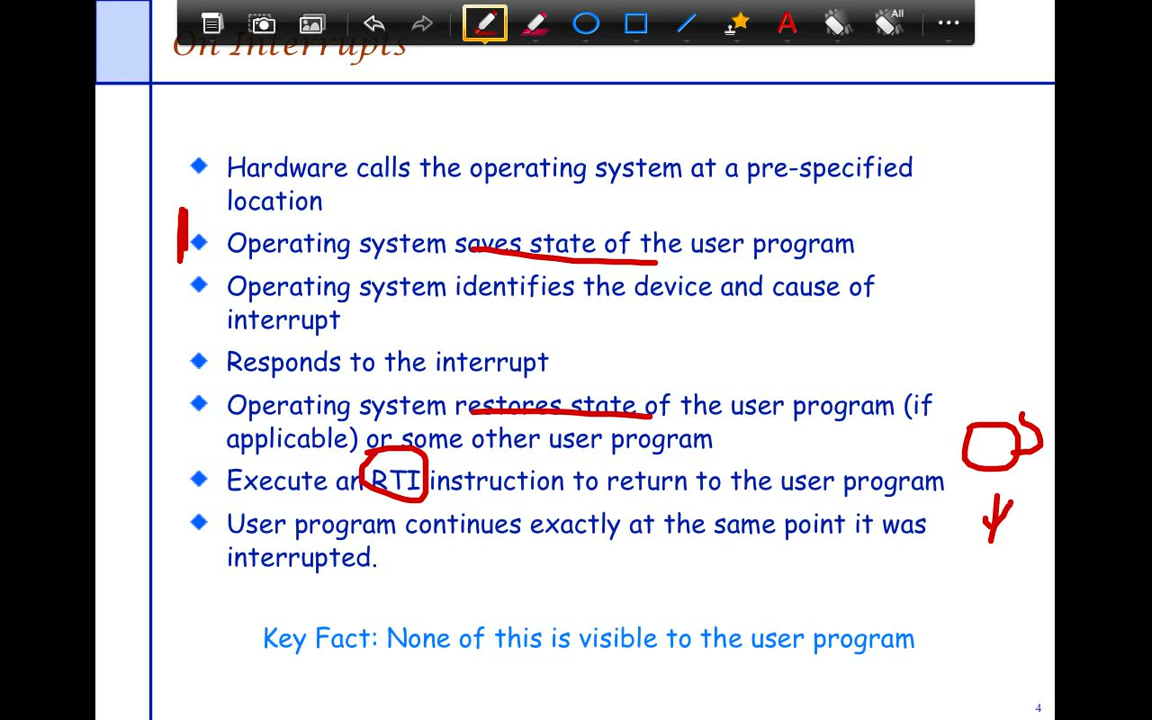 All
A
On Interrupts
Hardware calls the operating system at a pre-specified
location
Operating system saves state of the user program
Operating system identifies the device and cause of
interrupt
Responds to the interrupt
Operating system restores state of the user program (if
applicable) or some other user program
Execute an RTI instruction to return to the user program
User program continues exactly at the same point it was
interrupted.
Key Fact: None of this is visible to the user program
4